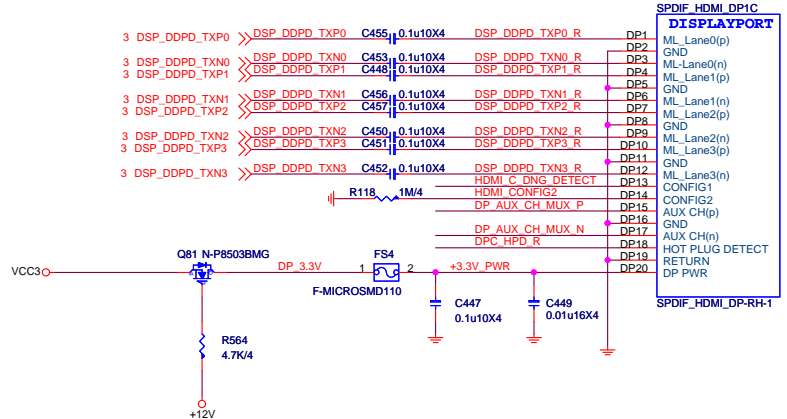 SPDIF_HDMI_DP1C
DISPLAYPORT
3 DSP_DDPD_TXP0 DSP_DDPD_TXP0 C455 0.1u10X4 DSP_DDPD_TXP0_R DP1 ML_Lane0(p)
DP2 GND
3 DSP_DDPD_TXN0 DSP_DDPD_TXN0 C453 0.1u10X4 DSP_DDPD_TXN0_R DP3 ML-Lane0(n)
3 DSP_DDPD_TXP1 DSP_DDPD_TXP1 C448 0.1u10X4 DSP_DDPD_TXP1_R DP4 ML_Lane1(p)
DP5 GND
3 DSP_DDPD_TXN1 DSP_DDPD_TXN1 C456 0.1u10X4 DSP_DDPD_TXN1_R DP6 ML_Lane1(n)
3 DSP_DDPD_TXP2 DSP_DDPD_TXP2 C457 0.1u10X4 DSP_DDPD_TXP2_R DP7 ML_Lane2(p)
DP8 GND
3 DSP_DDPD_TXN2 DSP_DDPD_TXN2 C450 0.1u10X4 DSP_DDPD_TXN2_R DP9 ML_Lane2(n)
3 DSP_DDPD_TXP3 DSP_DDPD_TXP3 C451 0.1u10X4 DSP_DDPD_TXP3_R DP10 ML_Lane3(p)
DP11 GND
3 DSP_DDPD_TXN3 DSP_DDPD_TXN3 C452 0.1u10X4 DSP_DDPD_TXN3_R DP12 ML_Lane3(n)
HDMI_C_DNG_DETECT DP13 CONFIG1
R118 1M/4 HDMI_CONFIG2 DP14 CONFIG2
DP_AUX_CH_MUX_P DP15 AUX CH(p)
DP16 GND
DP_AUX_CH_MUX_N DP17 AUX CH(n)
DPC_HPD_R DP18 HOT PLUG DETECT
DP19 RETURN
Q81 N-P8503BMG FS4
VCC3 DP_3.3V 1 2 +3.3V_PWR DP20 DP PWR
F-MICROSMD110
SPDIF_HDMI_DP-RH-1
C447 C449
0.1u10X4 0.01u16X4
R564
4.7K/4
+12V